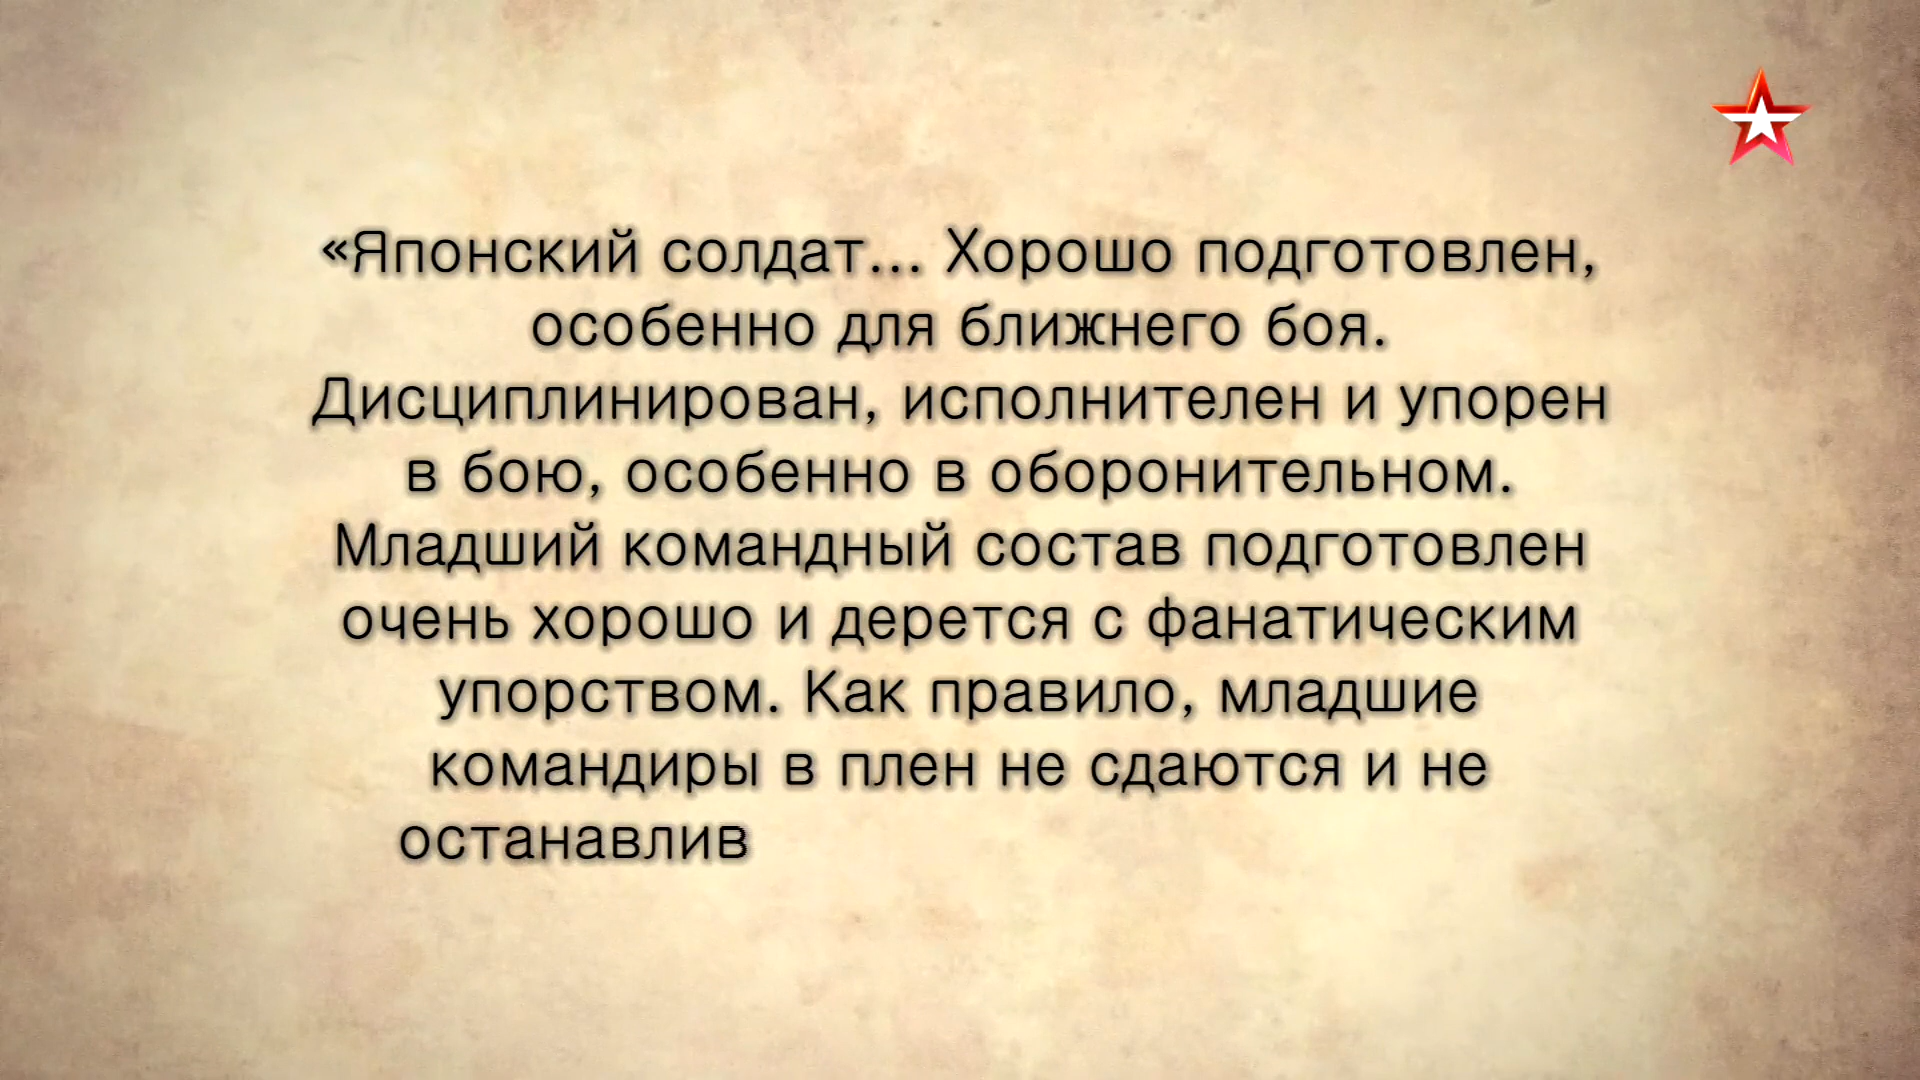 «Японский солдат... Хорошо подготовлен,
особенно для ближнего боя.
Дисциплинирован, исполнителен и упорен
в бою, особенно в оборонительном.
Младший командный состав подготовлен
очень хорошо и дерется с фанатическим
упорством. Как правило, младшие
командиры в плен не сдаются и не
останавлив